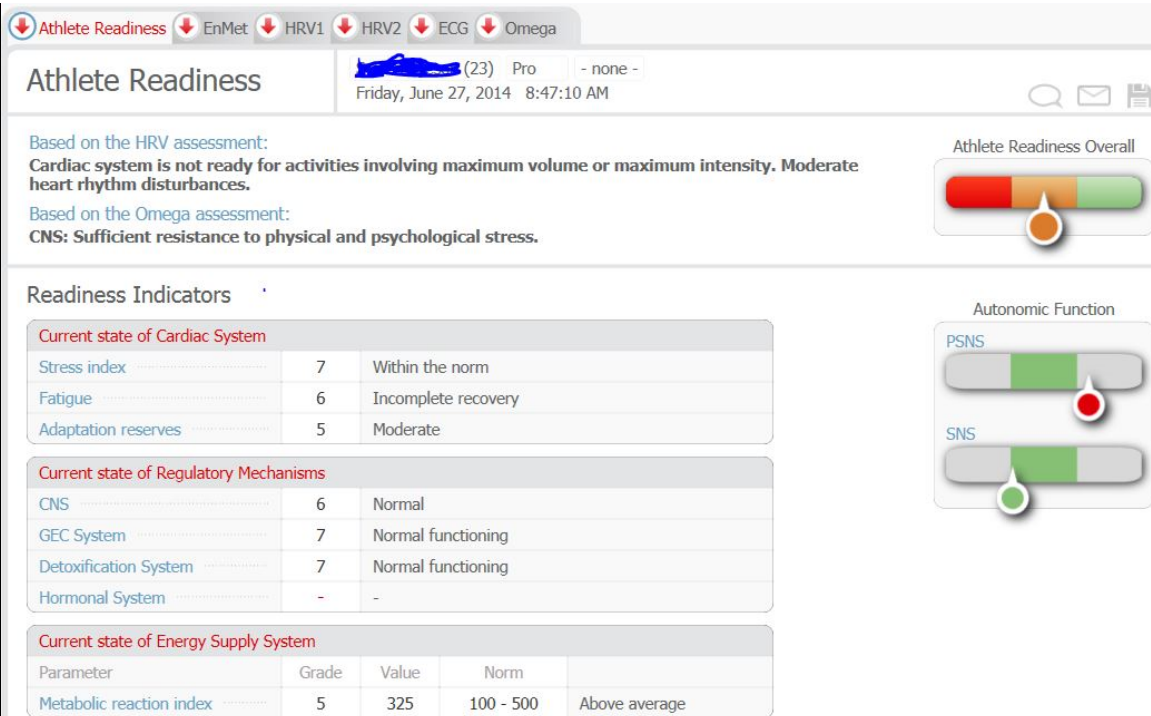 Athlete Readiness EnMet HRV1 HRV2 ECG Omega
Athlete Readiness
(23) Pro - none -
Friday, June 27, 2014 8:47:10 AM
Based on the HRV assessment:
Cardiac system is not ready for activities involving maximum volume or maximum intensity. Moderate
heart rhythm disturbances.
Based on the Omega assessment:
CNS: Sufficient resistance to physical and psychological stress.
Athlete Readiness Overall
Readiness Indicators
Current state of Cardiac System
Stress index 7 Within the norm
Fatigue 6 Incomplete recovery
Adaptation reserves 5 Moderate
Current state of Regulatory Mechanisms
CNS 6 Normal
GEC System 7 Normal functioning
Detoxification System 7 Normal functioning
Hormonal System - -
Current state of Energy Supply System
Parameter Grade Value Norm
Metabolic reaction index 5 325 100 - 500 Above average
Autonomic Function
PSNS
SNS